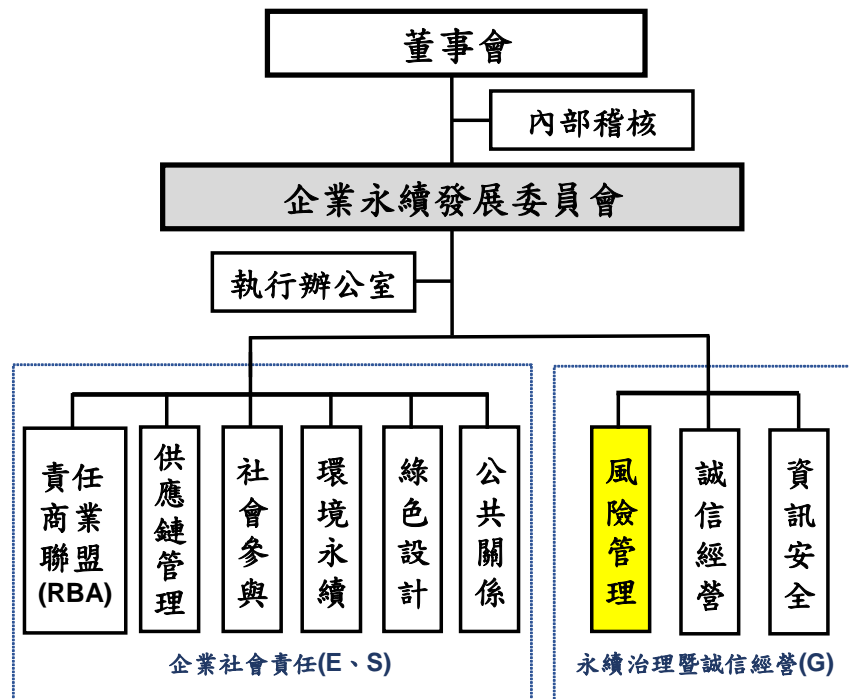 董事會
內部稽核
企業永續發展委員會
執行辦公室
責任
商業
聯盟
(RBA)
供應鏈管理
社會參與
環境永續
綠色設計
公共關係
風險管理
誠信經營
資訊安全
企業社會責任(E、S)
永續治理暨誠信經營(G)